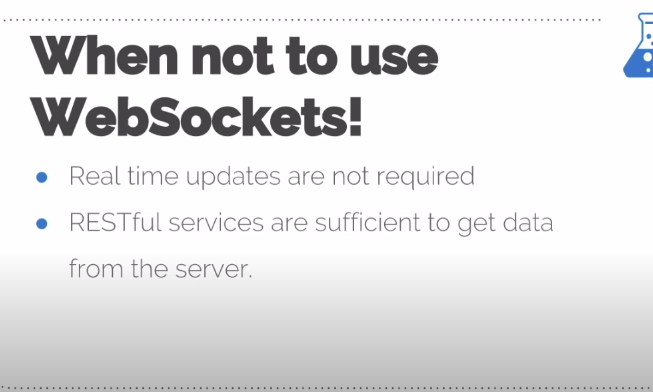 When not to use
WebSockets!
● Real time updates are not required
● RESTful services are sufficient to get data
from the server.